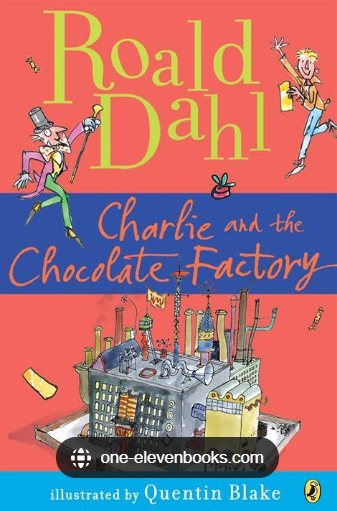 Roald
Dahl
Charlie and the
Chocolate Factory
one-elevenbooks.com
illustrated by Quentin Blake